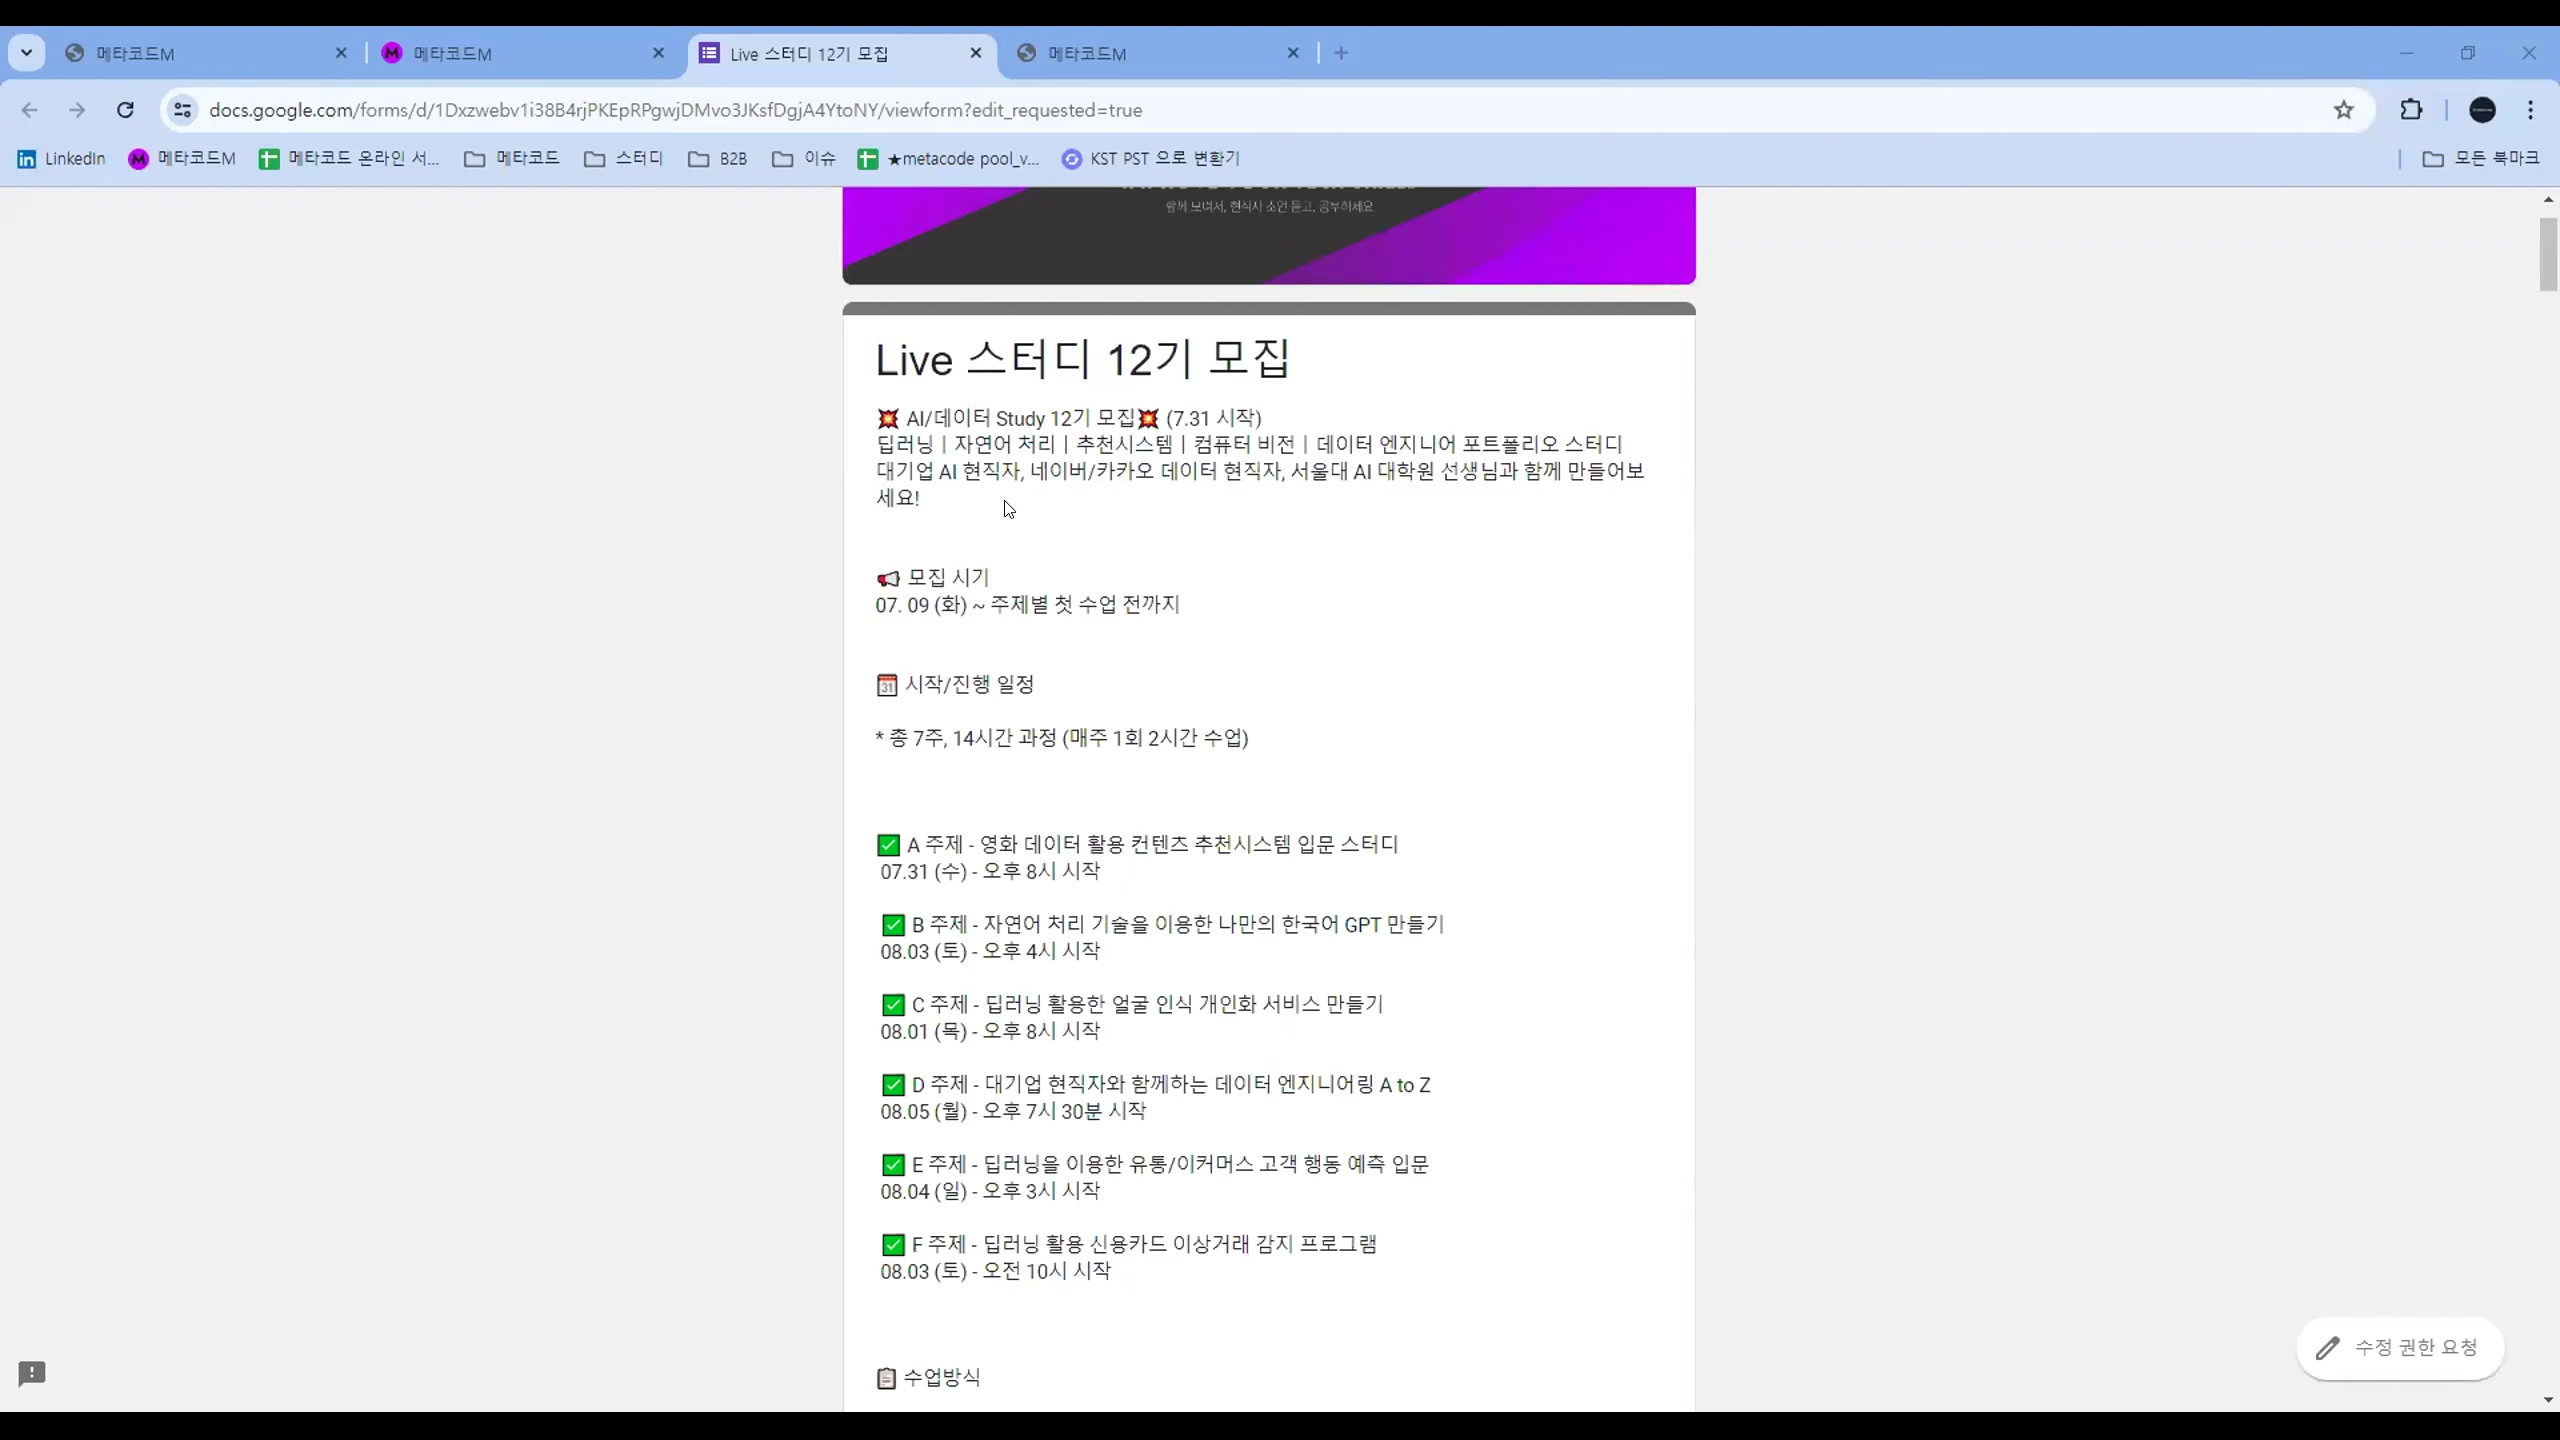 메타코드M
메타코드M
Live 스터디 12기 모집
메타코드M
docs.google.com/forms/d/1Dxzwebv1i38B4rjPKEpRPgwjDMvo3JKsfDgjA4YtoNY/viewform?edit_requested=true
LinkedIn
메타코드M
메타코드 온라인 서...
메타코드
스터디
B2B
이슈
★metacode pool_v...
KST PST 으로 변환기
모든 북마크
함께 모여서, 현직자 조언 듣고, 공부하세요
Live 스터디 12기 모집
💥 AI/데이터 Study 12기 모집💥 (7.31 시작)
딥러닝ㅣ자연어 처리ㅣ추천시스템ㅣ컴퓨터 비전ㅣ데이터 엔지니어 포트폴리오 스터디
대기업 AI 현직자, 네이버/카카오 데이터 현직자, 서울대 AI 대학원 선생님과 함께 만들어보
세요!
📢 모집 시기
07. 09 (화) ~ 주제별 첫 수업 전까지
📅 시작/진행 일정
* 총 7주, 14시간 과정 (매주 1회 2시간 수업)
✅ A 주제 - 영화 데이터 활용 컨텐츠 추천시스템 입문 스터디
07.31 (수) - 오후 8시 시작
✅ B 주제 - 자연어 처리 기술을 이용한 나만의 한국어 GPT 만들기
08.03 (토) - 오후 4시 시작
✅ C 주제 - 딥러닝 활용한 얼굴 인식 개인화 서비스 만들기
08.01 (목) - 오후 8시 시작
✅ D 주제 - 대기업 현직자와 함께하는 데이터 엔지니어링 A to Z
08.05 (월) - 오후 7시 30분 시작
✅ E 주제 - 딥러닝을 이용한 유통/이커머스 고객 행동 예측 입문
08.04 (일) - 오후 3시 시작
✅ F 주제 - 딥러닝 활용 신용카드 이상거래 감지 프로그램
08.03 (토) - 오전 10시 시작
수정 권한 요청
📋 수업방식